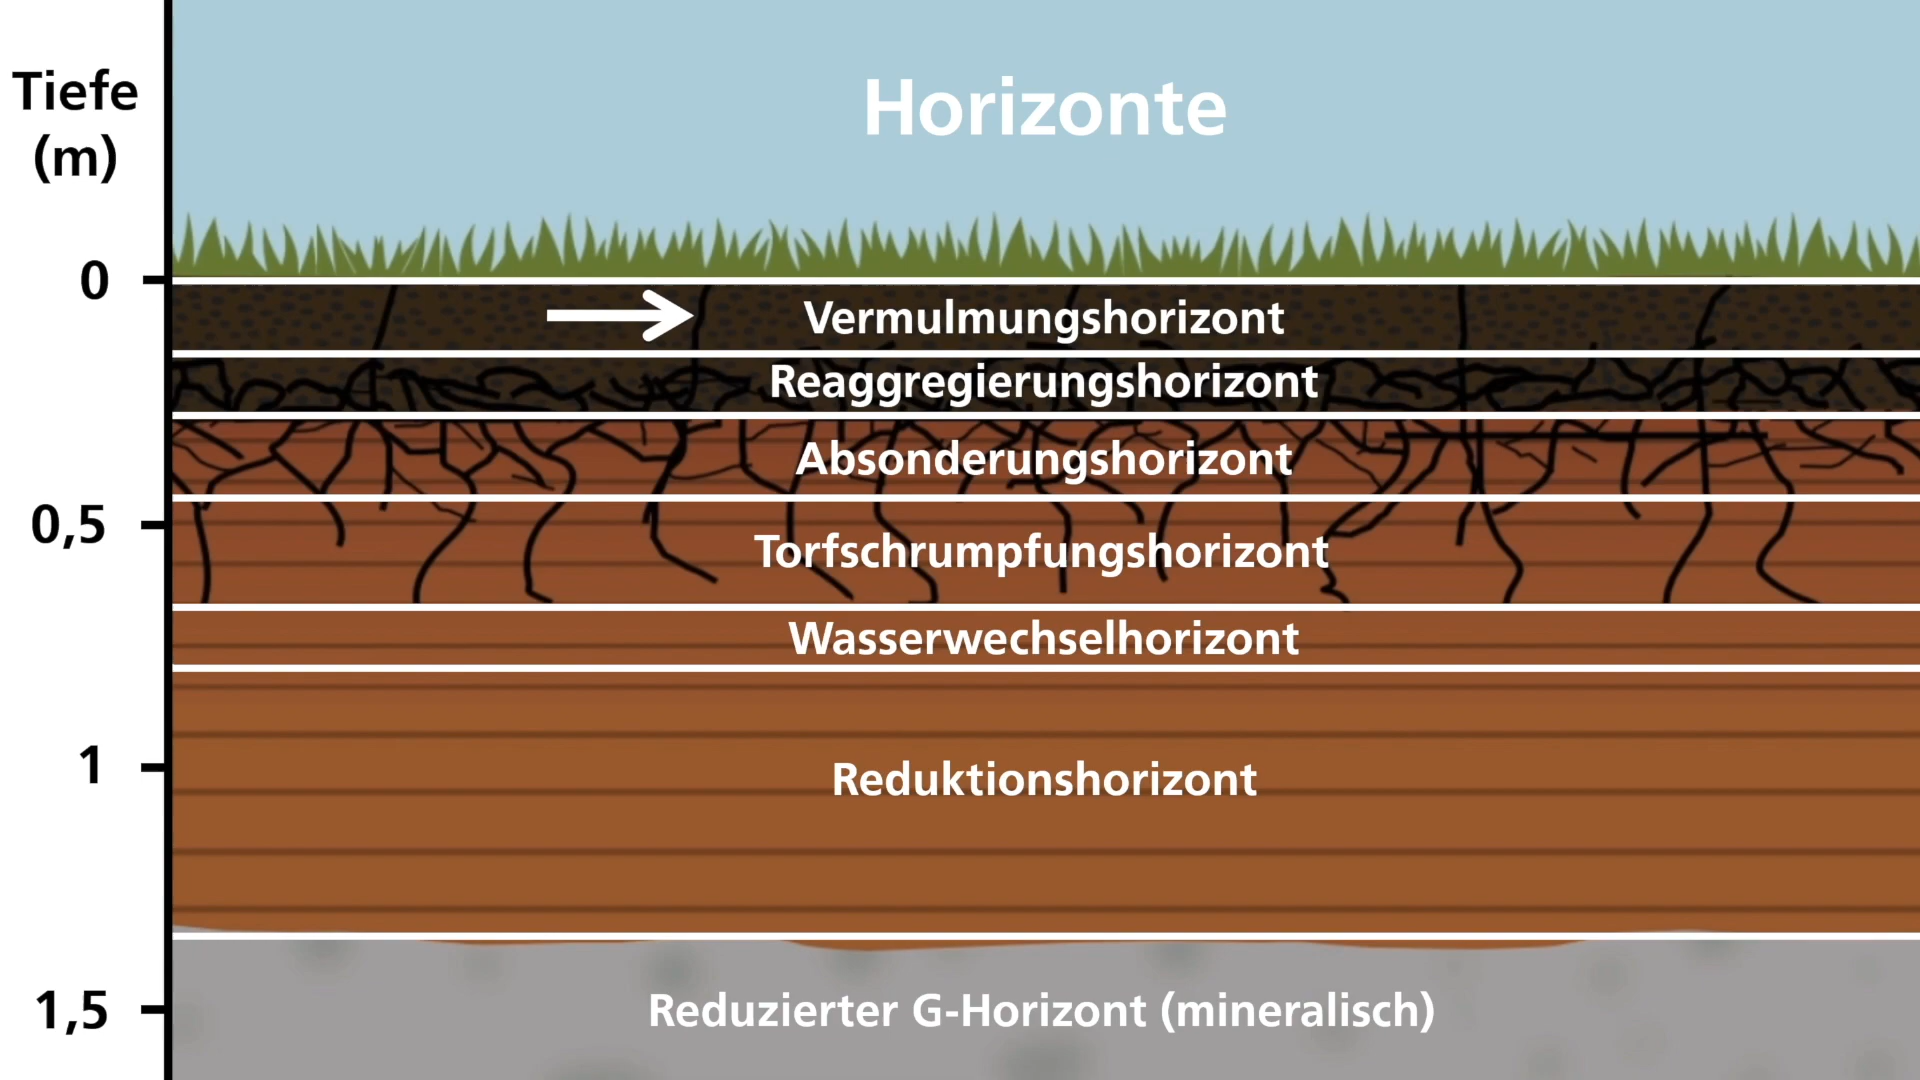 Tiefe
(m)
Horizonte
0
Vermulmungshorizont
Reaggregierungshorizont
Absonderungshorizont
0,5
Torfschrumpfungshorizont
Wasserwechselhorizont
1
Reduktionshorizont
1,5
Reduzierter G-Horizont (mineralisch)